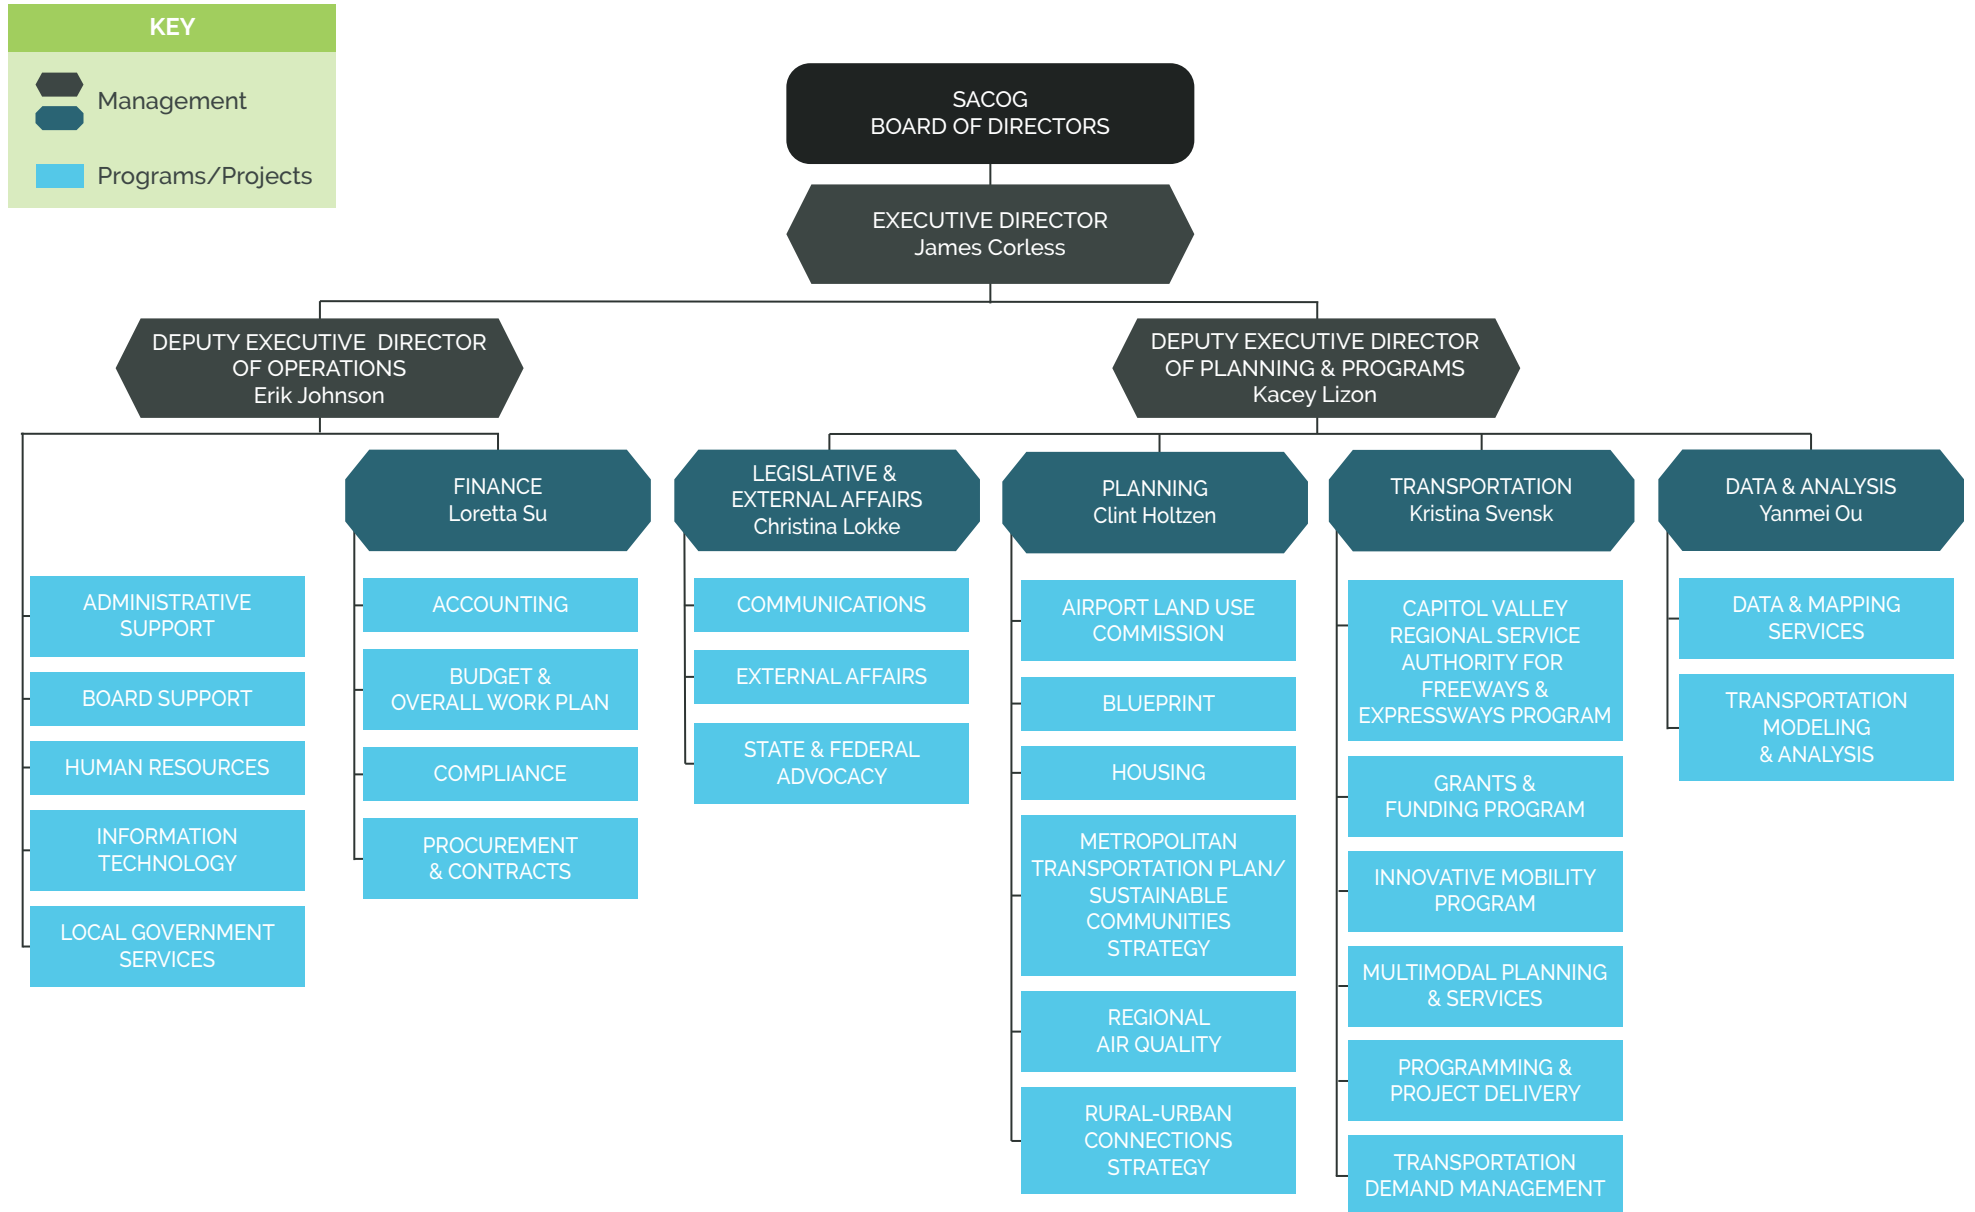 KEY
Management
Programs/Projects
SACOG
BOARD OF DIRECTORS
EXECUTIVE DIRECTOR
James Corless
DEPUTY EXECUTIVE DIRECTOR
OF OPERATIONS
Erik Johnson
DEPUTY EXECUTIVE DIRECTOR
OF PLANNING & PROGRAMS
Kacey Lizon
ADMINISTRATIVE
SUPPORT
BOARD SUPPORT
HUMAN RESOURCES
INFORMATION
TECHNOLOGY
LOCAL GOVERNMENT
SERVICES
FINANCE
Loretta Su
ACCOUNTING
BUDGET &
OVERALL WORK PLAN
COMPLIANCE
PROCUREMENT
& CONTRACTS
LEGISLATIVE &
EXTERNAL AFFAIRS
Christina Lokke
COMMUNICATIONS
EXTERNAL AFFAIRS
STATE & FEDERAL
ADVOCACY
PLANNING
Clint Holtzen
AIRPORT LAND USE
COMMISSION
BLUEPRINT
HOUSING
METROPOLITAN
TRANSPORTATION PLAN/
SUSTAINABLE
COMMUNITIES
STRATEGY
REGIONAL
AIR QUALITY
RURAL-URBAN
CONNECTIONS
STRATEGY
TRANSPORTATION
Kristina Svensk
CAPITOL VALLEY
REGIONAL SERVICE
AUTHORITY FOR
FREEWAYS &
EXPRESSWAYS PROGRAM
GRANTS &
FUNDING PROGRAM
INNOVATIVE MOBILITY
PROGRAM
MULTIMODAL PLANNING
& SERVICES
PROGRAMMING &
PROJECT DELIVERY
TRANSPORTATION
DEMAND MANAGEMENT
DATA & ANALYSIS
Yanmei Ou
DATA & MAPPING
SERVICES
TRANSPORTATION
MODELING
& ANALYSIS